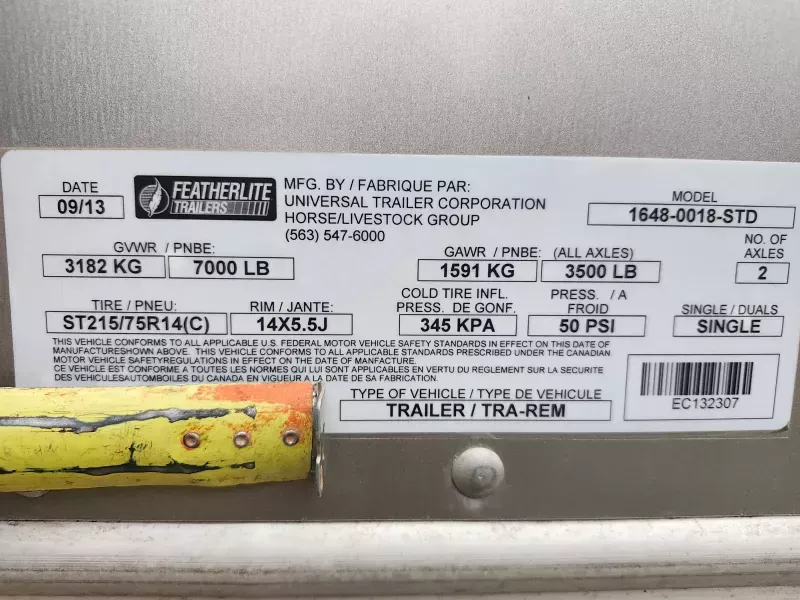 DATE
09/13
FEATHERLITE
TRAILERS
MFG. BY / FABRIQUE PAR:
UNIVERSAL TRAILER CORPORATION
HORSE/LIVESTOCK GROUP
(563) 547-6000
MODEL
1648-0018-STD
GVWR / PNBE:
3182 KG 7000 LB
GAWR / PNBE: (ALL AXLES)
1591 KG 3500 LB
NO. OF
AXLES
2
TIRE / PNEU:
ST215/75R14(C)
RIM / JANTE:
14X5.5J
COLD TIRE INFL.
PRESS. DE GONF.
345 KPA
PRESS. / A
FROID
50 PSI
SINGLE / DUALS
SINGLE
THIS VEHICLE CONFORMS TO ALL APPLICABLE U.S. FEDERAL MOTOR VEHICLE SAFETY STANDARDS IN EFFECT ON THIS DATE OF
MANUFACTURESHOWN ABOVE. THIS VEHICLE CONFORMS TO ALL APPLICABLE STANDARDS PRESCRIBED UNDER THE CANADIAN
MOTOR VEHICLE SAFETYREGULATIONS IN EFFECT ON THE DATE OF MANUFACTURE.
CE VEHICULE EST CONFORME A TOUTES LES NORMES QUI LUI SONT APPLICABLES EN VERTU DU REGLEMENT SUR LA SECURITE
DES VEHICULESAUTOMBOILES DU CANADA EN VIGUEUR A LA DATE DE SA FABRICATION.
TYPE OF VEHICLE / TYPE DE VEHICULE
TRAILER / TRA-REM
EC132307